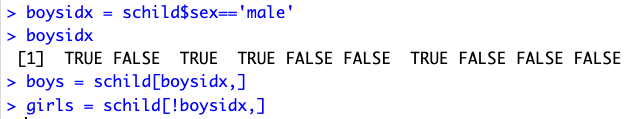 > boysidx = schild$sex=='male'
> boysidx
[1]  TRUE FALSE  TRUE  TRUE FALSE FALSE  TRUE FALSE FALSE FALSE
> boys = schild[boysidx,]
> girls = schild[!boysidx,]